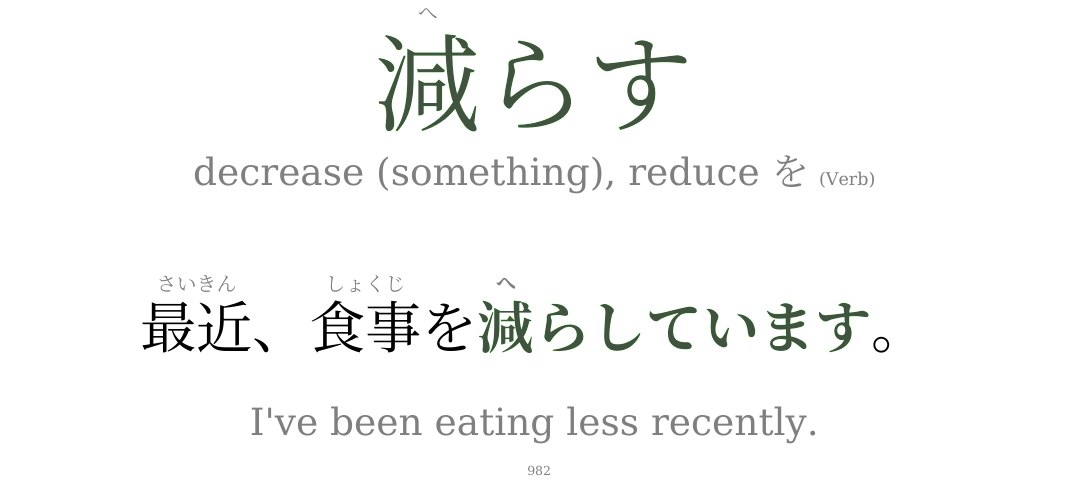 へ
減らす
decrease (something), reduce を (Verb)
さいきん しょくじ へ
最近、食事を減らしています。
I've been eating less recently.
982